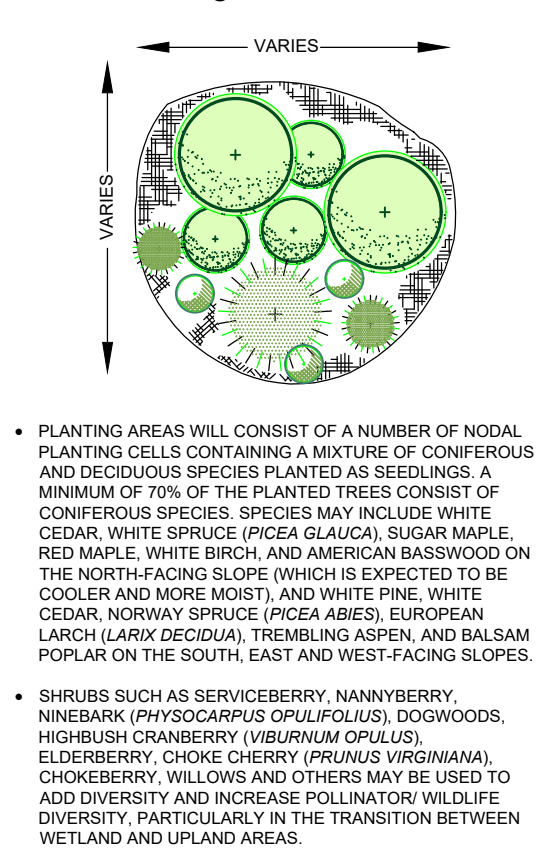 VARIES
VARIES
• PLANTING AREAS WILL CONSIST OF A NUMBER OF NODAL
PLANTING CELLS CONTAINING A MIXTURE OF CONIFEROUS
AND DECIDUOUS SPECIES PLANTED AS SEEDLINGS. A
MINIMUM OF 70% OF THE PLANTED TREES CONSIST OF
CONIFEROUS SPECIES. SPECIES MAY INCLUDE WHITE
CEDAR, WHITE SPRUCE (PICEA GLAUCA), SUGAR MAPLE,
RED MAPLE, WHITE BIRCH, AND AMERICAN BASSWOOD ON
THE NORTH-FACING SLOPE (WHICH IS EXPECTED TO BE
COOLER AND MORE MOIST), AND WHITE PINE, WHITE
CEDAR, NORWAY SPRUCE (PICEA ABIES), EUROPEAN
LARCH (LARIX DECIDUA), TREMBLING ASPEN, AND BALSAM
POPLAR ON THE SOUTH, EAST AND WEST-FACING SLOPES.
• SHRUBS SUCH AS SERVICEBERRY, NANNYBERRY,
NINEBARK (PHYSOCARPUS OPULIFOLIUS), DOGWOODS,
HIGHBUSH CRANBERRY (VIBURNUM OPULUS),
ELDERBERRY, CHOKE CHERRY (PRUNUS VIRGINIANA),
CHOKEBERRY, WILLOWS AND OTHERS MAY BE USED TO
ADD DIVERSITY AND INCREASE POLLINATOR/ WILDLIFE
DIVERSITY, PARTICULARLY IN THE TRANSITION BETWEEN
WETLAND AND UPLAND AREAS.